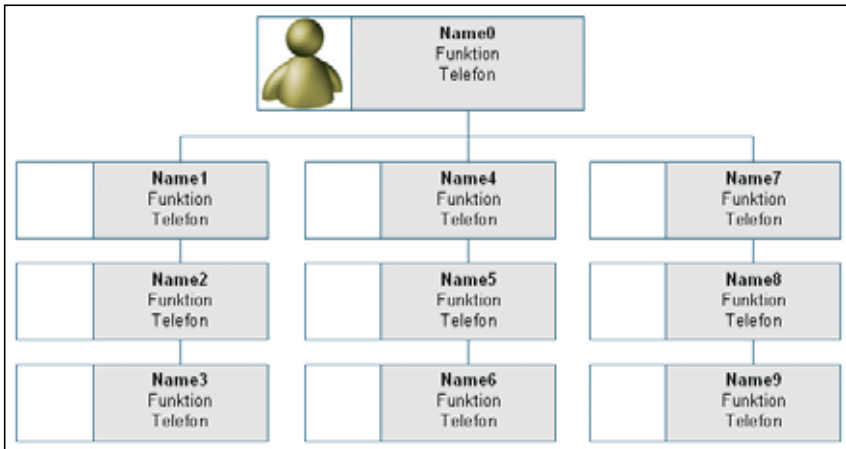 Name0
Funktion
Telefon
Name1
Funktion
Telefon
Name4
Funktion
Telefon
Name7
Funktion
Telefon
Name2
Funktion
Telefon
Name5
Funktion
Telefon
Name8
Funktion
Telefon
Name3
Funktion
Telefon
Name6
Funktion
Telefon
Name9
Funktion
Telefon